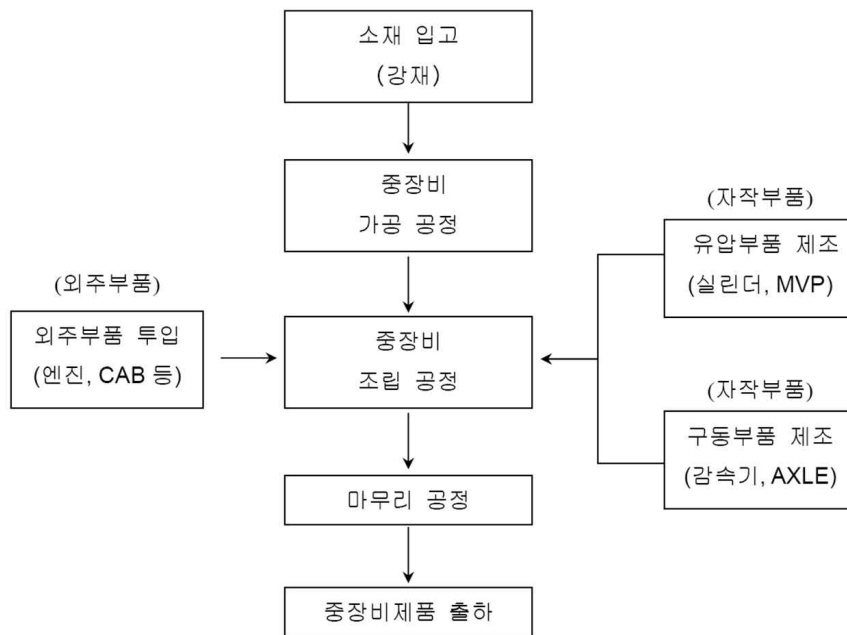 소재 입고
(강재)
중장비
가공 공정
(자작부품)
유압부품 제조
(실린더, MVP)
(외주부품)
외주부품 투입
(엔진, CAB 등)
중장비
조립 공정
(자작부품)
구동부품 제조
(감속기, AXLE)
마무리 공정
중장비제품 출하